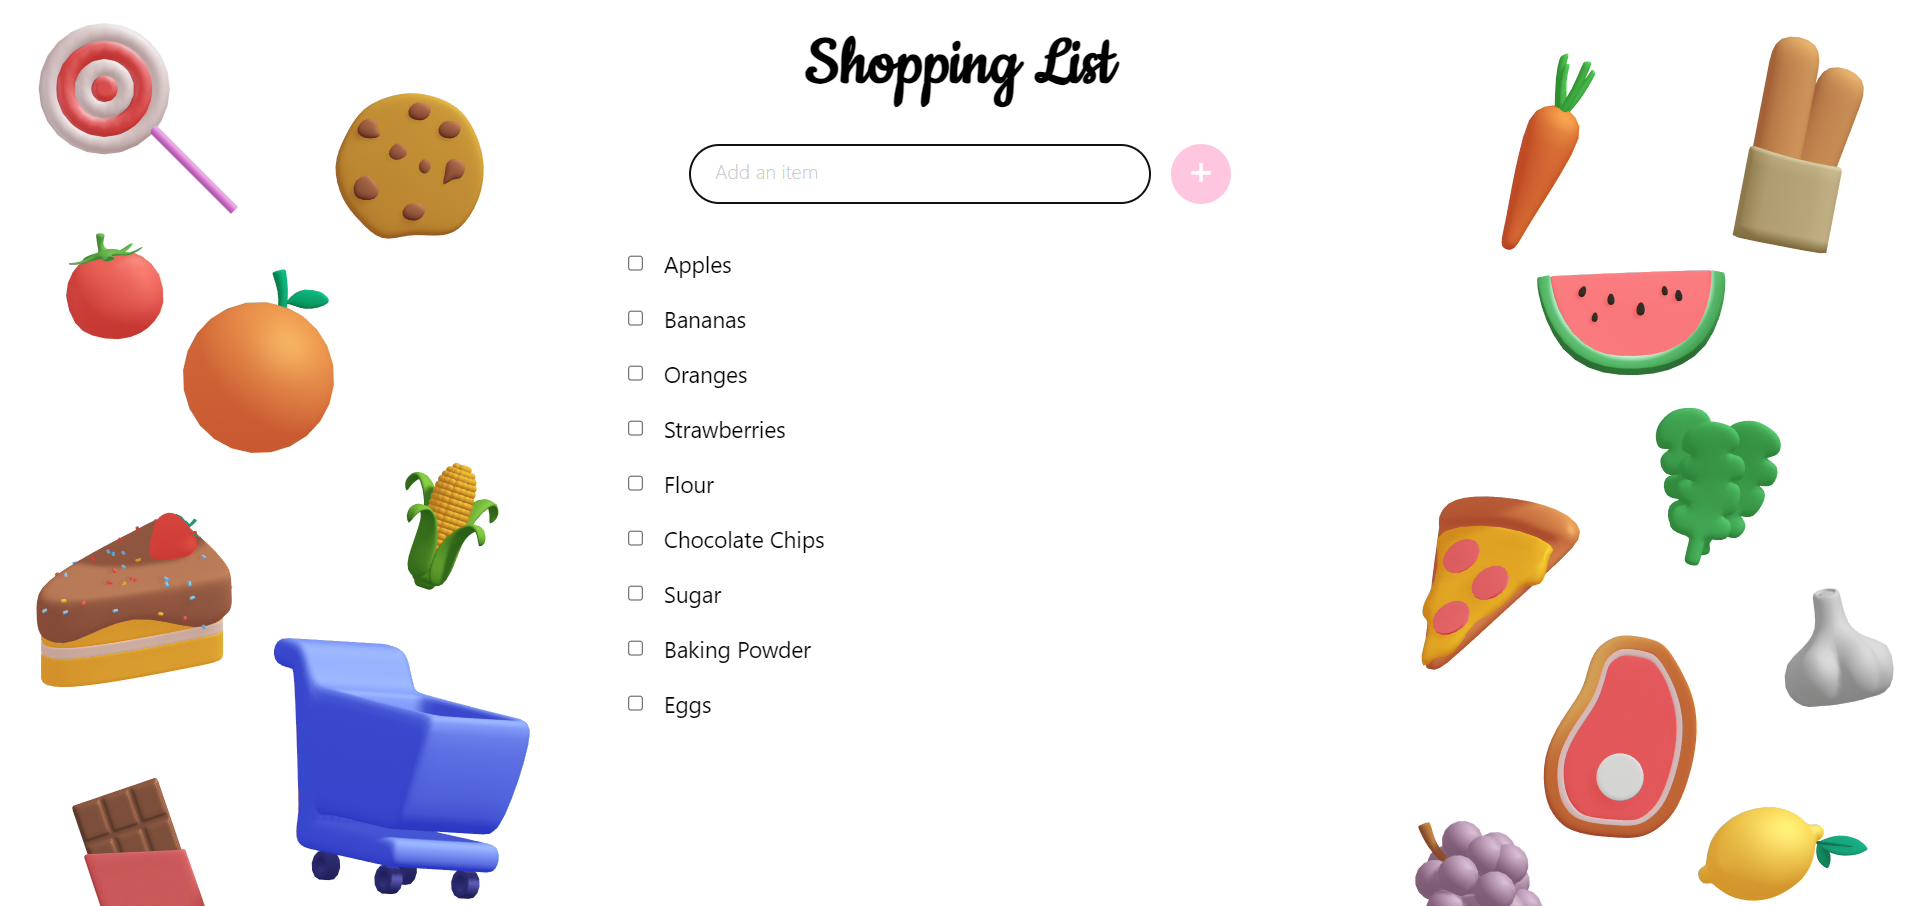 Shopping List
Add an item
Apples
Bananas
Oranges
Strawberries
Flour
Chocolate Chips
Sugar
Baking Powder
Eggs